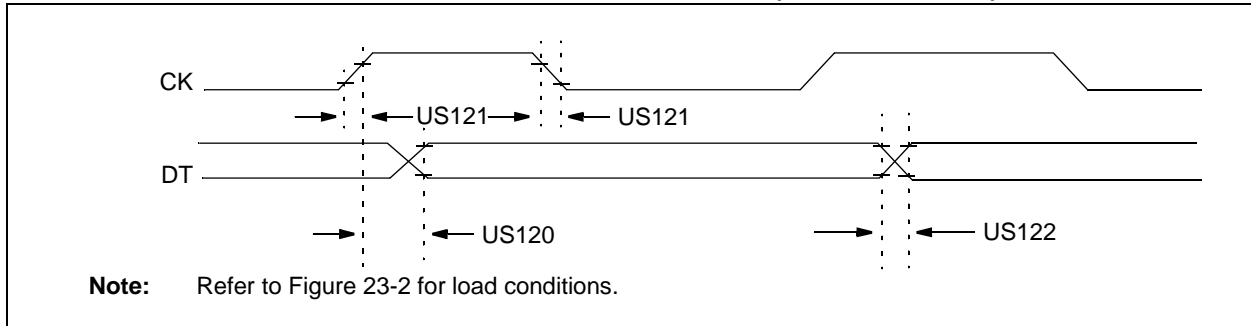 CK
US121
US121
DT
US120
US122
Note: Refer to Figure 23-2 for load conditions.